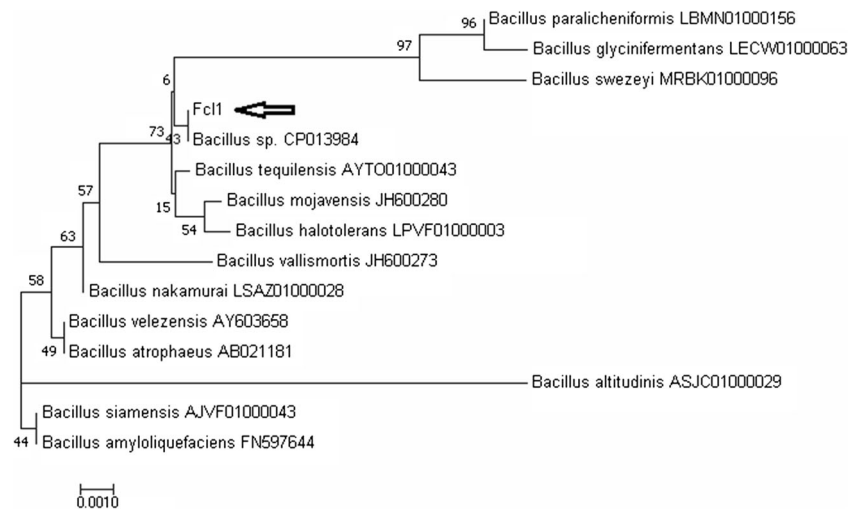 Bacillus paralicheniformis LBMN01000156
96
97
Bacillus glycinifermentans LECW01000063
Bacillus swezeyi MRBK01000096
6
Fcl1
73
43
Bacillus sp. CP013984
Bacillus tequilensis AYTO01000043
57
Bacillus mojavensis JH600280
15
54
Bacillus halotolerans LPVF01000003
63
Bacillus vallismortis JH600273
58
Bacillus nakamurai LSAZ01000028
Bacillus velezensis AY603658
49
Bacillus atrophaeus AB021181
Bacillus altitudinis ASJC01000029
Bacillus siamensis AJVF01000043
44
Bacillus amyloliquefaciens FN597644
0.0010